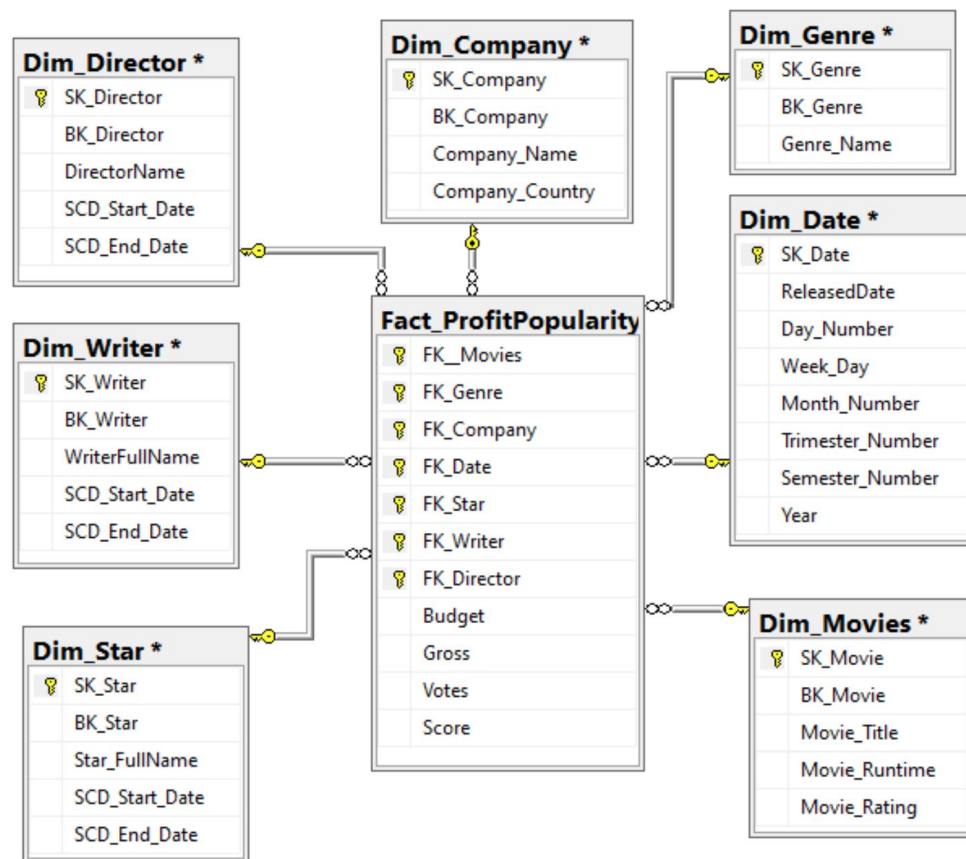 Dim_Director *
SK_Director
BK_Director
DirectorName
SCD_Start_Date
SCD_End_Date
Dim_Company *
SK_Company
BK_Company
Company_Name
Company_Country
Dim_Genre *
SK_Genre
BK_Genre
Genre_Name
Dim_Date *
SK_Date
ReleasedDate
Day_Number
Week_Day
Month_Number
Trimester_Number
Semester_Number
Year
Dim_Writer *
SK_Writer
BK_Writer
WriterFullName
SCD_Start_Date
SCD_End_Date
Fact_ProfitPopularity
FK__Movies
FK_Genre
FK_Company
FK_Date
FK_Star
FK_Writer
FK_Director
Budget
Gross
Votes
Score
Dim_Star *
SK_Star
BK_Star
Star_FullName
SCD_Start_Date
SCD_End_Date
Dim_Movies *
SK_Movie
BK_Movie
Movie_Title
Movie_Runtime
Movie_Rating